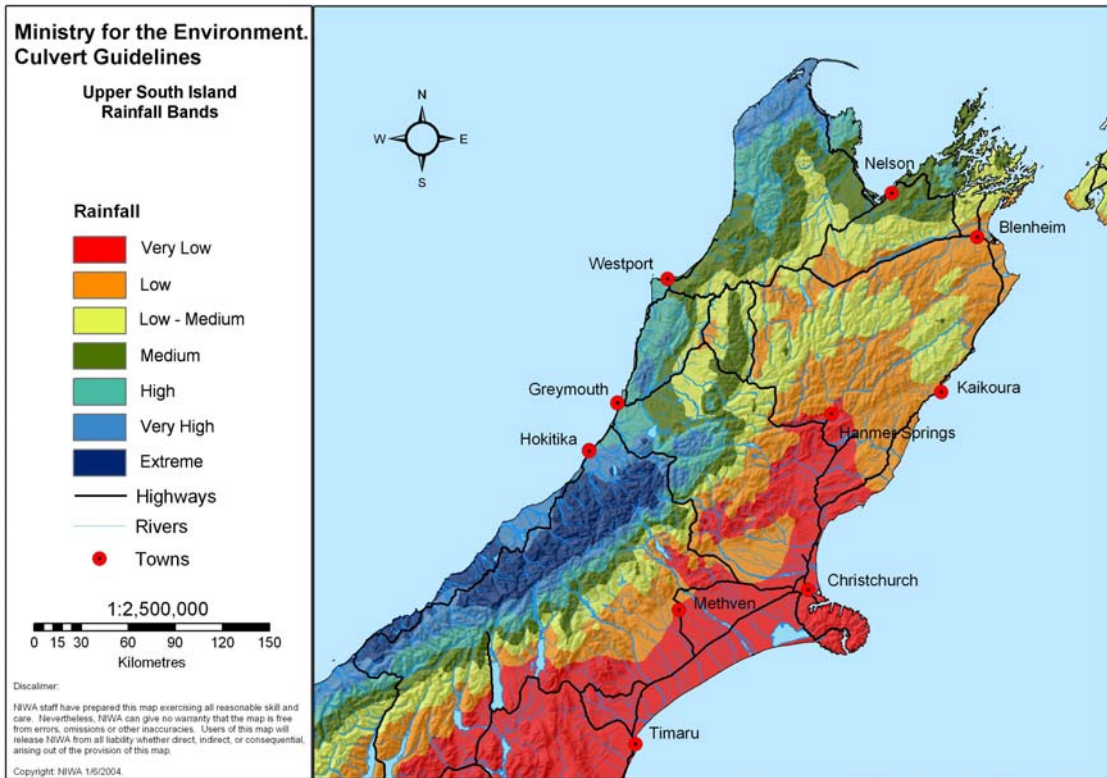 Ministry for the Environment.
Culvert Guidelines
Upper South Island
Rainfall Bands
Rainfall
Very Low
Low
Low - Medium
Medium
High
Very High
Extreme
Highways
Rivers
Towns
1:2,500,000
0 15 30 60 90 120 150
Kilometres
Discalimer:
NIWA staff have prepared this map exercising all reasonable skill and
care. Nevertheless, NIWA can give no warranty that the map is free
from errors, omissions or other inaccuracies. Users of this map will
release NIWA from all liability whether direct, indirect, or consequential,
arising out of the provision of this map.
Copyright: NIWA 1/6/2004.
N
W E
S
Nelson
Blenheim
Westport
Kaikoura
Greymouth
Hanmer Springs
Hokitika
Christchurch
Methven
Timaru